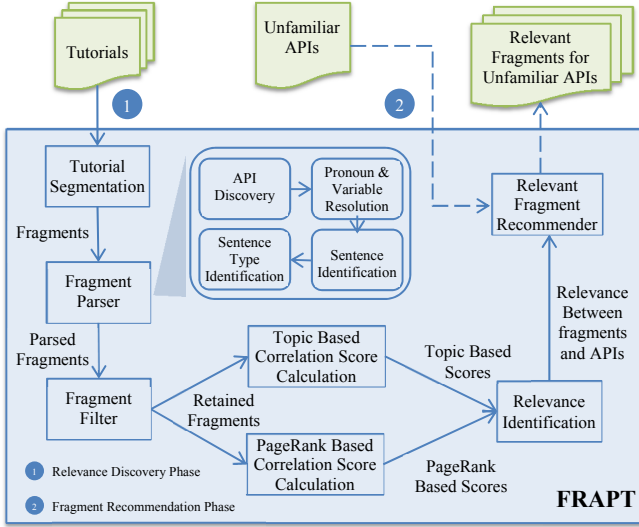 Tutorials
Unfamiliar
APIs
Relevant
Fragments for
Unfamiliar APIs
1
2
Tutorial
Segmentation
API
Discovery
Pronoun &
Variable
Resolution
Sentence
Type
Identification
Sentence
Identification
Relevant
Fragment
Recommender
Fragments
Fragment
Parser
Parsed
Fragments
Relevance
Between
fragments
and APIs
Topic Based
Correlation Score
Calculation
Topic Based
Scores
Fragment
Filter
Retained
Fragments
Relevance
Identification
PageRank Based
Correlation Score
Calculation
PageRank
Based Scores
1 Relevance Discovery Phase
2 Fragment Recommendation Phase
FRAPT